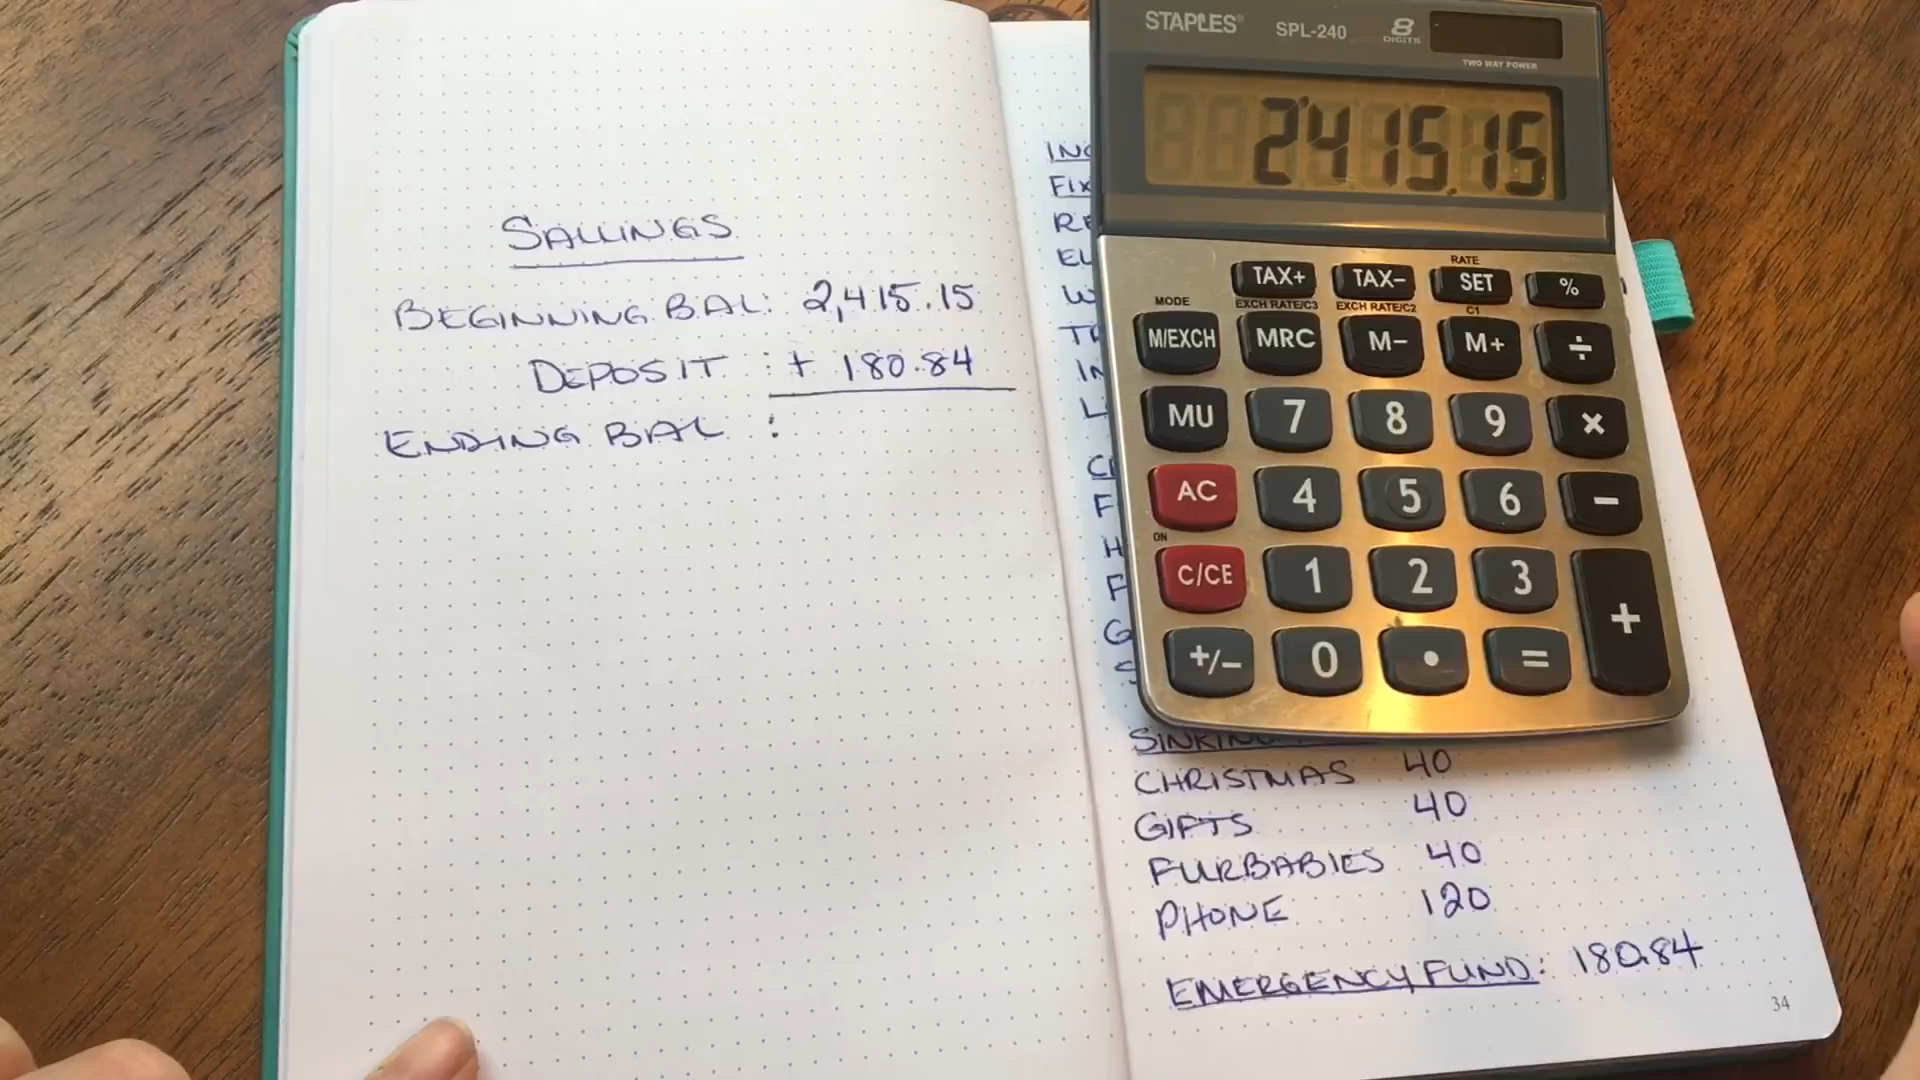 SAVINGS
BEGINNING BAL: 2,415.15
DEPOSIT : + 180.84
ENDING BAL :
STAPLES SPL-240 8 DIGITS
TWO WAY POWER
2415.15
RATE
TAX+ TAX- SET %
MODE EXCH RATE/C3 EXCH RATE/C2 C1
M/EXCH MRC M- M+ ÷
MU 7 8 9 ×
AC 4 5 6 -
ON
C/CE 1 2 3 +
+/- 0 • =
CHRISTMAS 40
GIFTS 40
FURBABIES 40
PHONE 120
EMERGENCY FUND: 180.84
34